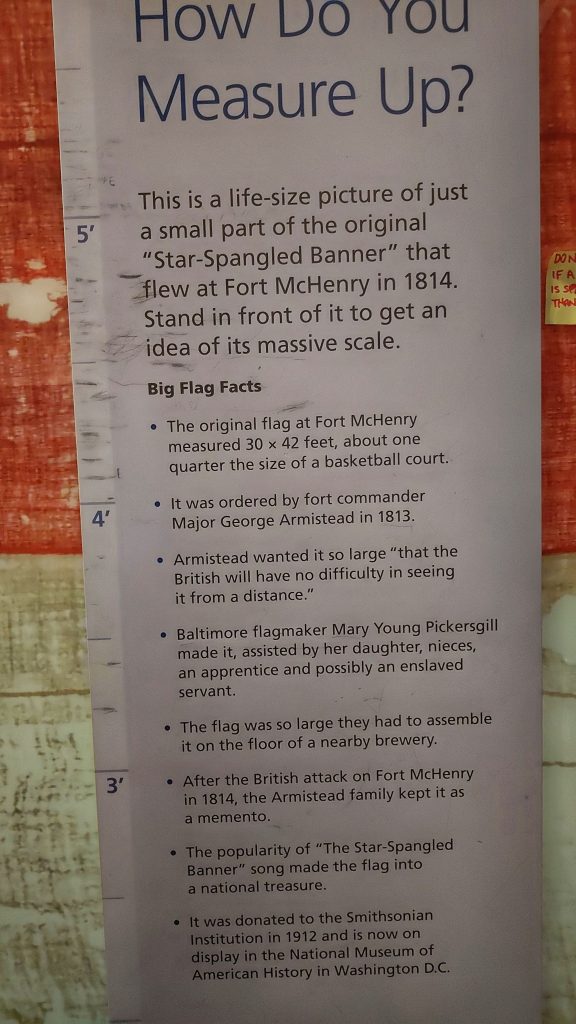 How Do You
Measure Up?
This is a life-size picture of just
a small part of the original
“Star-Spangled Banner” that
flew at Fort McHenry in 1814.
Stand in front of it to get an
idea of its massive scale.
Big Flag Facts
• The original flag at Fort McHenry
measured 30 × 42 feet, about one
quarter the size of a basketball court.
• It was ordered by fort commander
Major George Armistead in 1813.
• Armistead wanted it so large “that the
British will have no difficulty in seeing
it from a distance.”
• Baltimore flagmaker Mary Young Pickersgill
made it, assisted by her daughter, nieces,
an apprentice and possibly an enslaved
servant.
• The flag was so large they had to assemble
it on the floor of a nearby brewery.
• After the British attack on Fort McHenry
in 1814, the Armistead family kept it as
a memento.
• The popularity of “The Star-Spangled
Banner” song made the flag into
a national treasure.
• It was donated to the Smithsonian
Institution in 1912 and is now on
display in the National Museum of
American History in Washington D.C.
5'
4'
3'
DON
IF A
IS SP
THAN